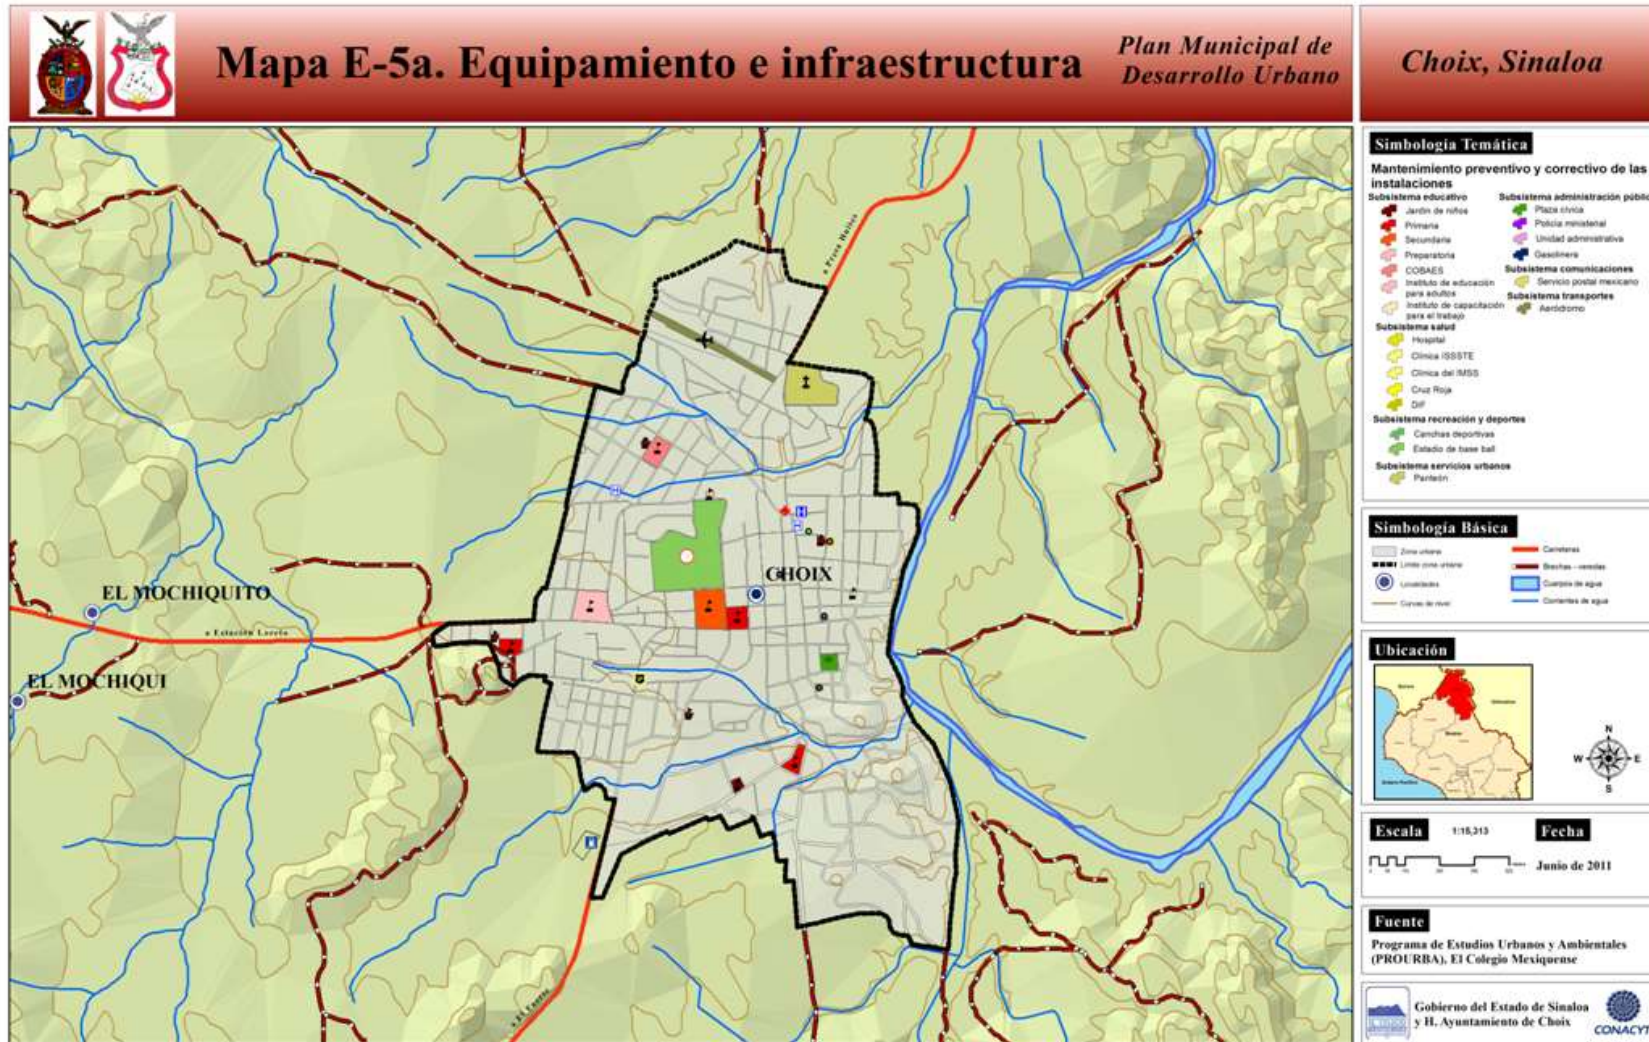 Mapa E-5a. Equipamiento e infraestructura
Plan Municipal de
Desarrollo Urbano
Choix, Sinaloa
a Estación Loreto
EL MOCHIQUITO
EL MOCHIQUI
CHOIX
Simbología Temática
Mantenimiento preventivo y correctivo de las
instalaciones
Subsistema educativo
Jardín de niños
Primaria
Secundaria
Preparatoria
COBAES
Instituto de educación
para adultos
Instituto de capacitación
para el trabajo
Subsistema salud
Hospital
Clínica ISSSTE
Clínica del IMSS
Cruz Roja
DIF
Subsistema recreación y deportes
Canchas deportivas
Estadio de base ball
Subsistema servicios urbanos
Panteón
Subsistema administración públic
Plaza cívica
Policía ministerial
Unidad administrativa
Gasolinera
Subsistema comunicaciones
Servicio postal mexicano
Subsistema transportes
Aeródromo
Simbología Básica
Zona urbana
Límite zona urbana
Localidades
Curvas de nivel
Carreteras
Brechas - veredas
Cuerpos de agua
Corrientes de agua
Ubicación
N
W
E
S
Escala
1:15,313
Fecha
Junio de 2011
Fuente
Programa de Estudios Urbanos y Ambientales
(PROURBA), El Colegio Mexiquense
Gobierno del Estado de Sinaloa
y H. Ayuntamiento de Choix
CONACYT